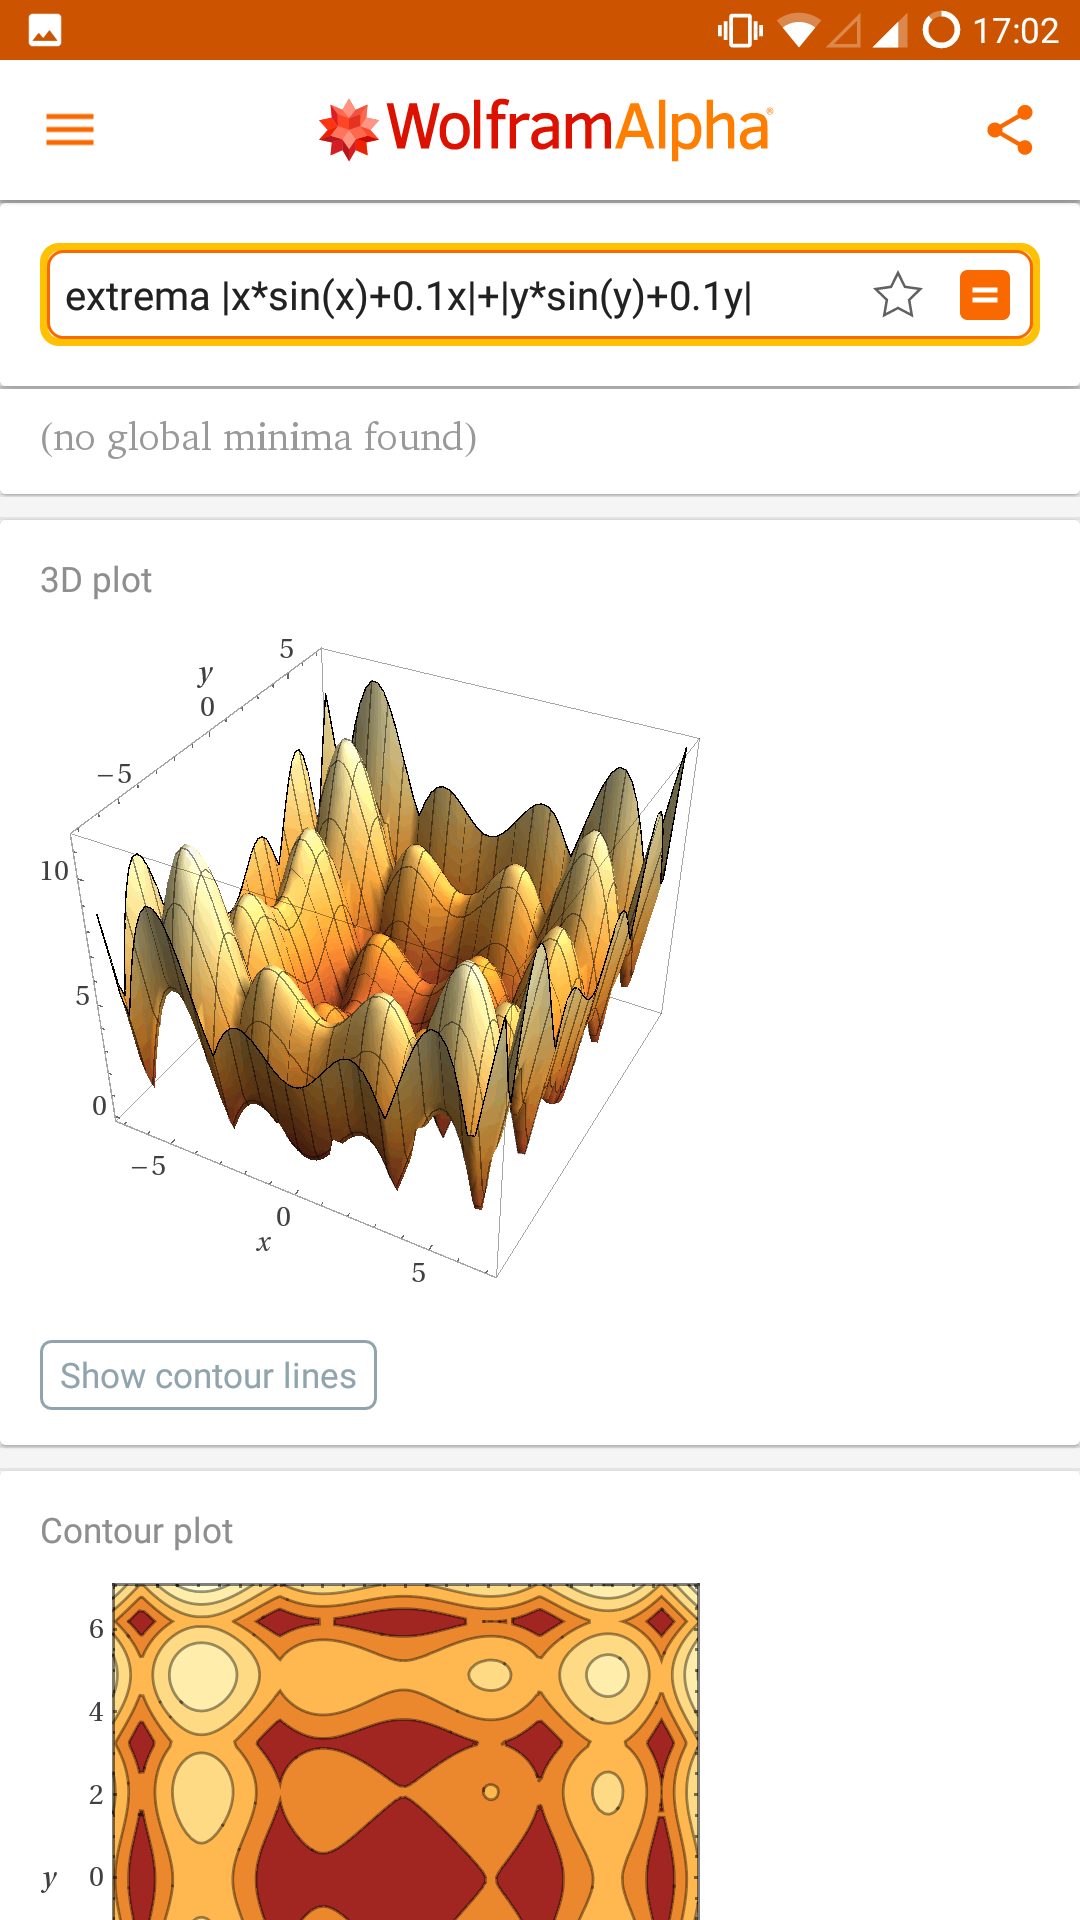 17:02
WolframAlpha®
extrema |x*sin(x)+0.1x|+|y*sin(y)+0.1y|
=
(no global minima found)
3D plot
5
y
0
−5
10
5
0
−5
0
x
5
Show contour lines
Contour plot
6
4
2
y 0